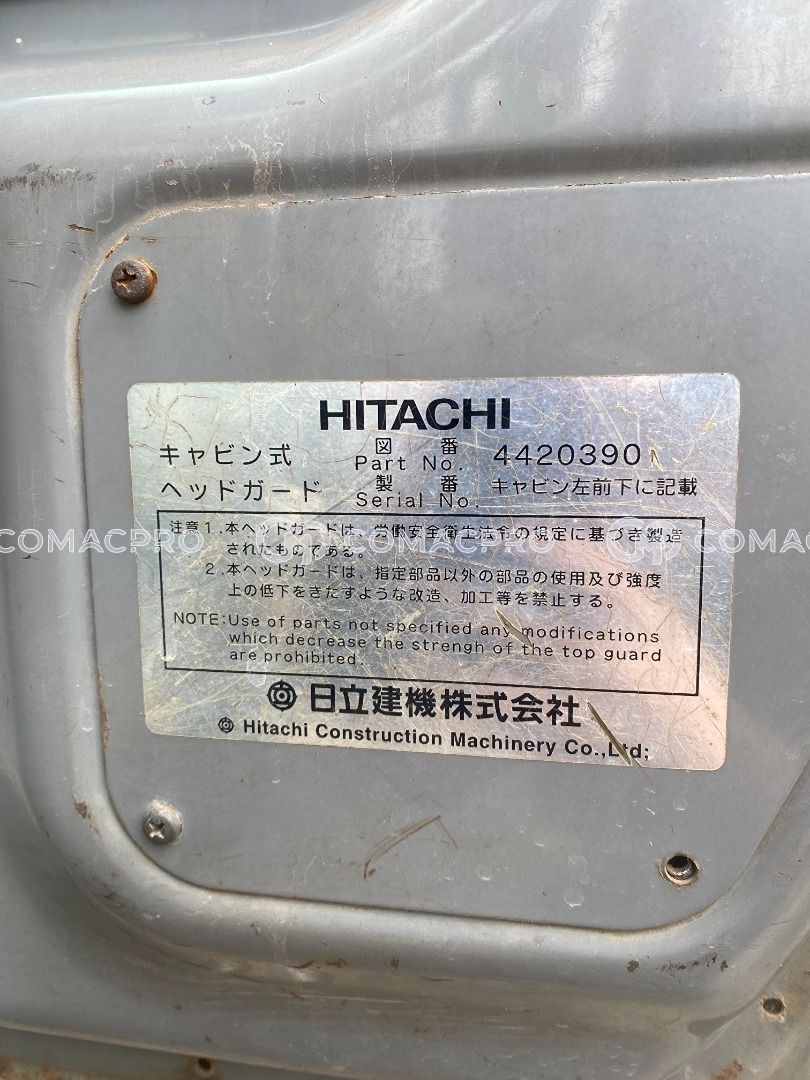 HITACHI
キャビン式 図番 Part No. 4420390
ヘッドガード 製番 Serial No. キャビン左前下に記載
注意 1.本ヘッドガードは、労働安全衛生法令の規定に基づき製造
されたものである。
2.本ヘッドガードは、指定部品以外の部品の使用及び強度
上の低下をきたすような改造、加工等を禁止する。
NOTE:Use of parts not specified any modifications
which decrease the strengh of the top guard
are prohibited.
日立建機株式会社
Hitachi Construction Machinery Co.,Ltd;
COMACPRO COMACPRO COMAC